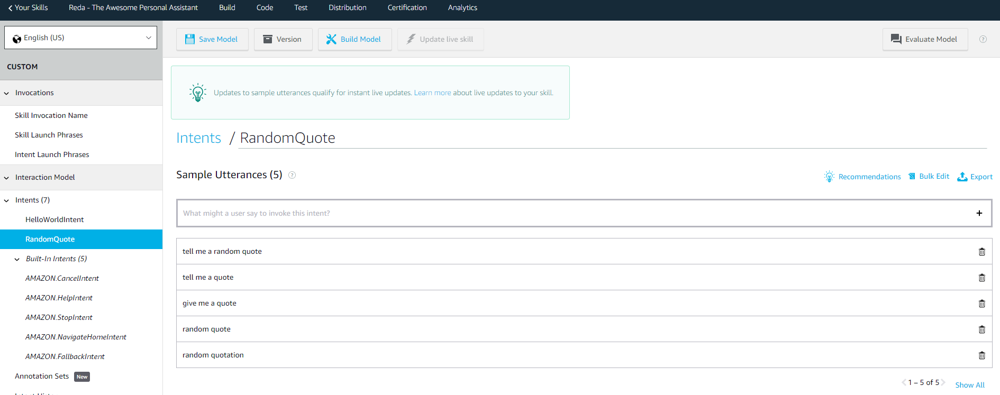 Your Skills
Reda - The Awesome Personal Assistant
Build
Code
Test
Distribution
Certification
Analytics
English (US)
Save Model
Version
Build Model
Update live skill
Evaluate Model
?
CUSTOM
Invocations
Skill Invocation Name
Skill Launch Phrases
Intent Launch Phrases
Interaction Model
Intents (7)
HelloWorldIntent
RandomQuote
Built-In Intents (5)
AMAZON.CancelIntent
AMAZON.HelpIntent
AMAZON.StopIntent
AMAZON.NavigateHomeIntent
AMAZON.FallbackIntent
Annotation Sets New
Updates to sample utterances qualify for instant live updates. Learn more about live updates to your skill.
Intents / RandomQuote
Sample Utterances (5) ?
Recommendations
Bulk Edit
Export
What might a user say to invoke this intent?
tell me a random quote
tell me a quote
give me a quote
random quote
random quotation
1 – 5 of 5
Show All